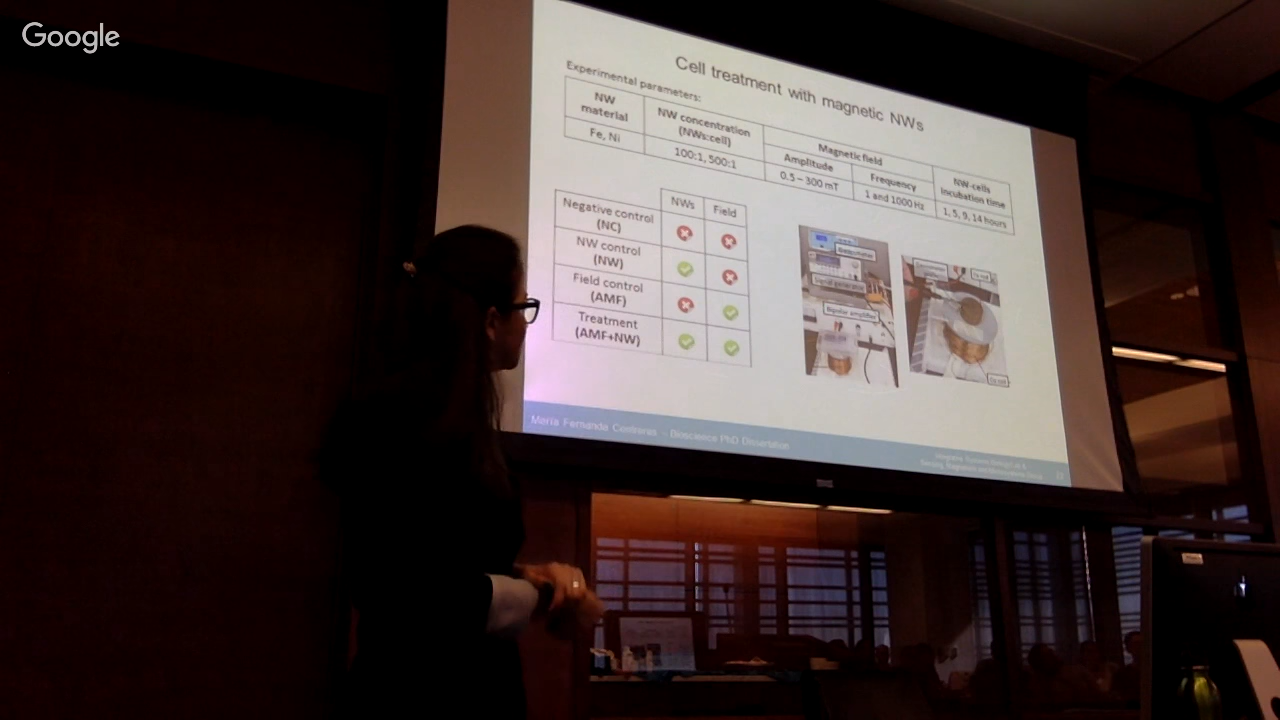 Google
Cell treatment with magnetic NWs
Experimental parameters:
NW material
NW concentration (NWs:cell)
Magnetic field
Amplitude
Frequency
NW-cells incubation time
Fe, Ni
100:1, 500:1
0.5 – 300 mT
1 and 1000 Hz
1, 5, 9, 14 hours
NWs
Field
Negative control (NC)
NW control (NW)
Field control (AMF)
Treatment (AMF+NW)
Signal generator
Bipolar amplifier
Maria Fernanda Contreras – Bioscience PhD Dissertation